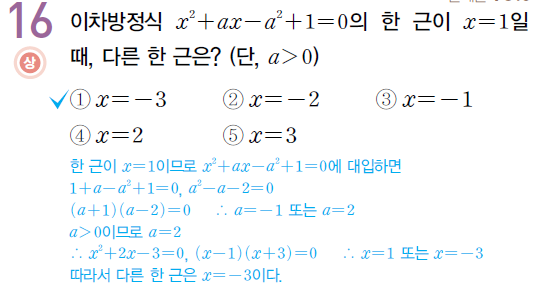 16 이차방정식 x²+ax-a²+1=0의 한 근이 x=1일
상 때, 다른 한 근은? (단, a>0)
① x=-3 ② x=-2 ③ x=-1
④ x=2 ⑤ x=3
한 근이 x=1이므로 x²+ax-a²+1=0에 대입하면
1+a-a²+1=0, a²-a-2=0
(a+1)(a-2)=0 ∴ a=-1 또는 a=2
a>0이므로 a=2
∴ x²+2x-3=0, (x-1)(x+3)=0 ∴ x=1 또는 x=-3
따라서 다른 한 근은 x=-3이다.